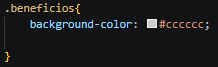 .beneficios{
background-color: #cccccc;
}